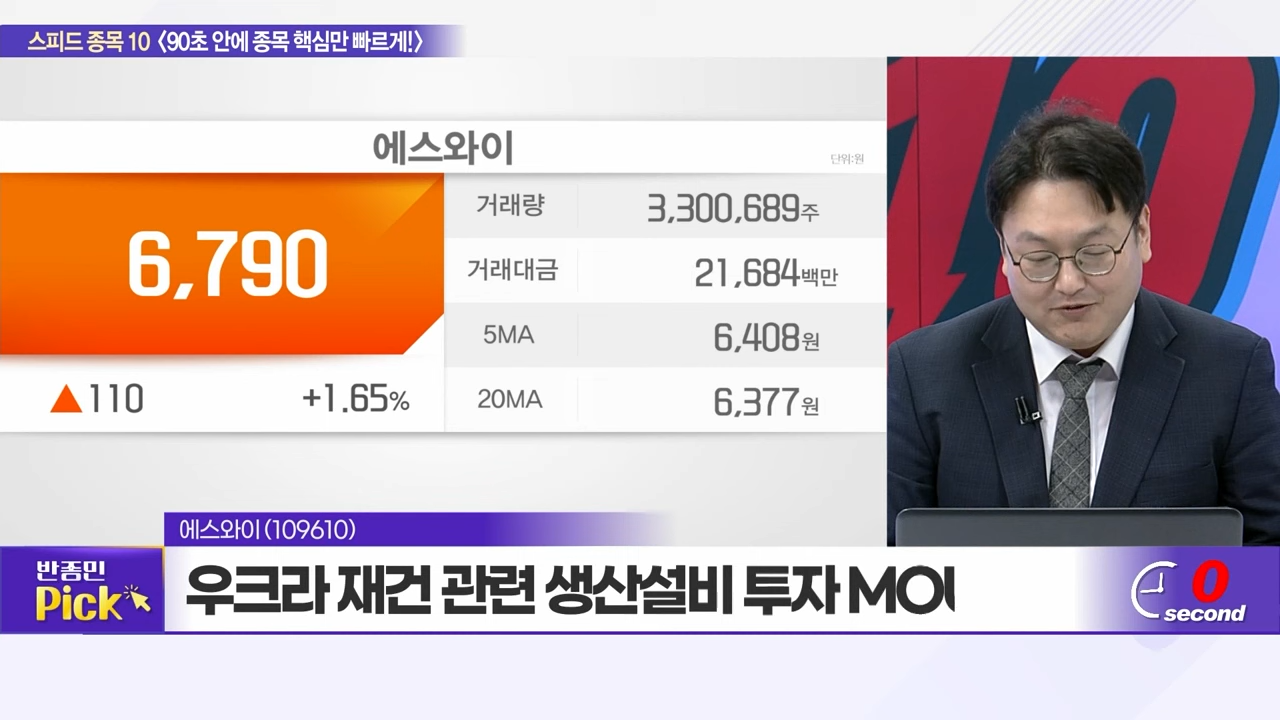 스피드 종목 10 〈90초 안에 종목 핵심만 빠르게!〉
에스와이
단위:원
6,790
▲110 +1.65%
거래량 3,300,689주
거래대금 21,684백만
5MA 6,408원
20MA 6,377원
10
에스와이 (109610)
반종민
Pick
우크라 재건 관련 생산설비 투자 MOU
0
second